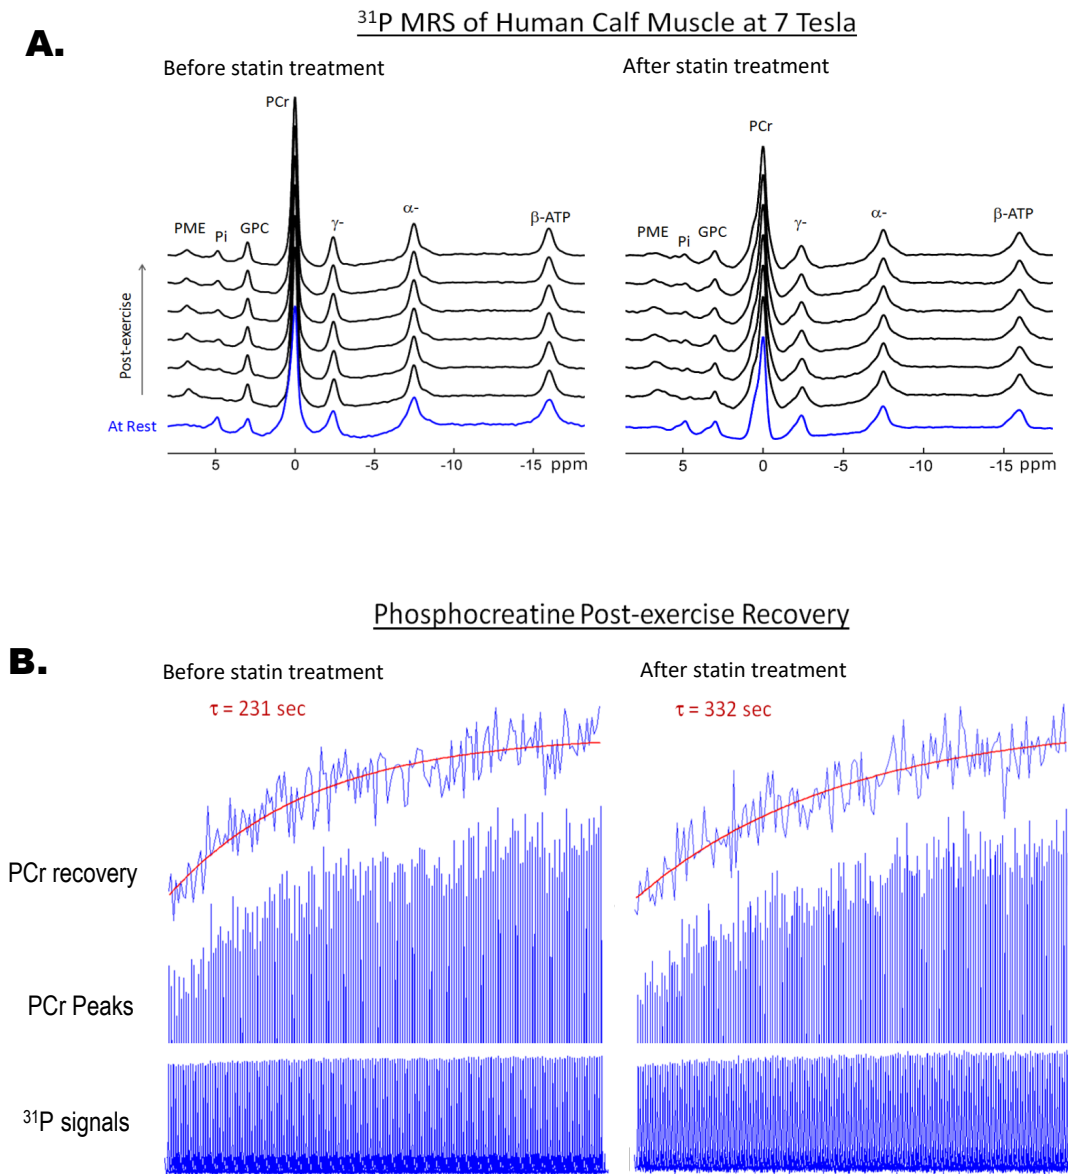 ³¹P MRS of Human Calf Muscle at 7 Tesla
A.
Before statin treatment
After statin treatment
PCr
PCr
PME
Pi
GPC
γ-
α-
β-ATP
PME
Pi
GPC
γ-
α-
β-ATP
Post-exercise
At Rest
5 0 -5 -10 -15 ppm
5 0 -5 -10 -15 ppm
Phosphocreatine Post-exercise Recovery
B.
Before statin treatment
After statin treatment
τ = 231 sec
τ = 332 sec
PCr recovery
PCr Peaks
³¹P signals